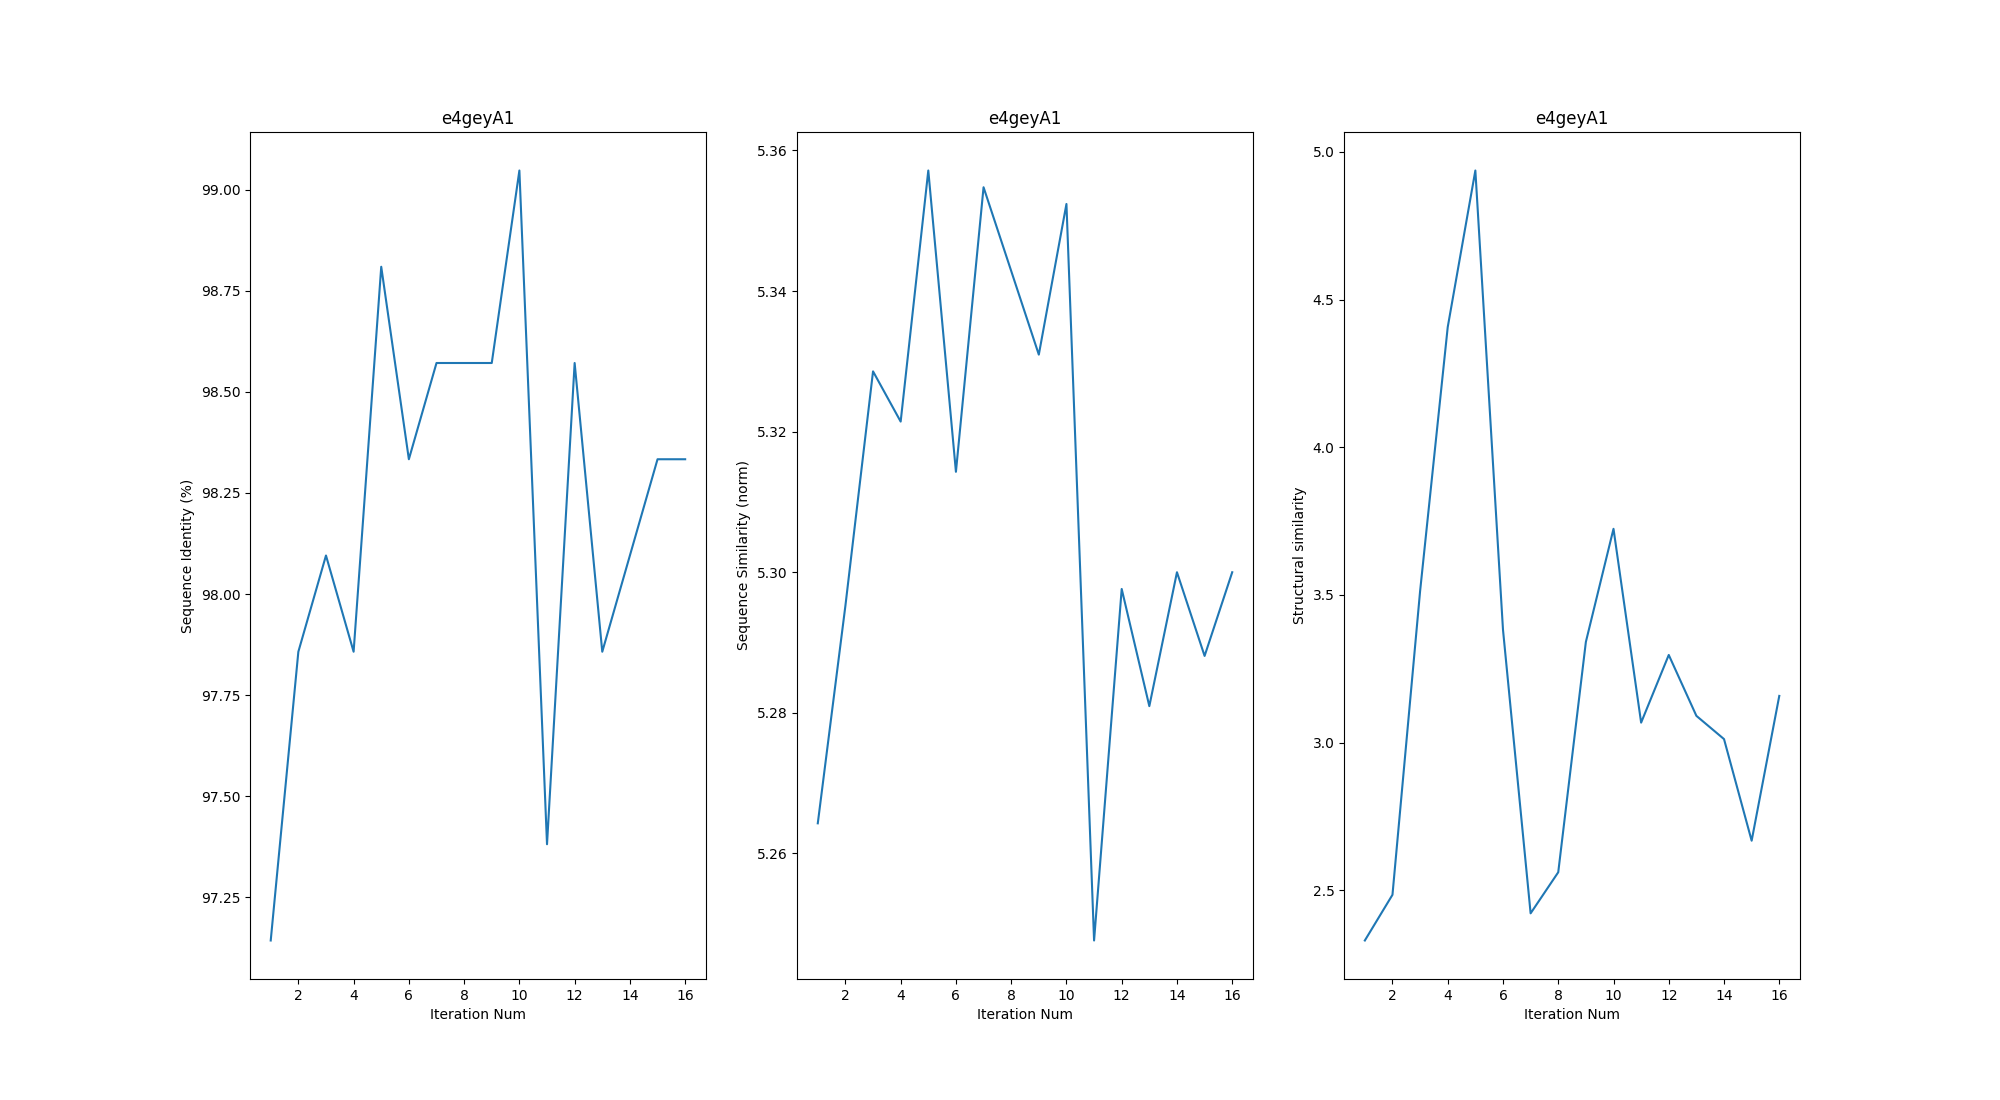 e4geyA1
99.00
98.75
98.50
98.25
98.00
97.75
97.50
97.25
Sequence Identity (%)
2 4 6 8 10 12 14 16
Iteration Num
e4geyA1
5.36
5.34
5.32
5.30
5.28
5.26
Sequence Similarity (norm)
2 4 6 8 10 12 14 16
Iteration Num
e4geyA1
5.0
4.5
4.0
3.5
3.0
2.5
Structural similarity
2 4 6 8 10 12 14 16
Iteration Num